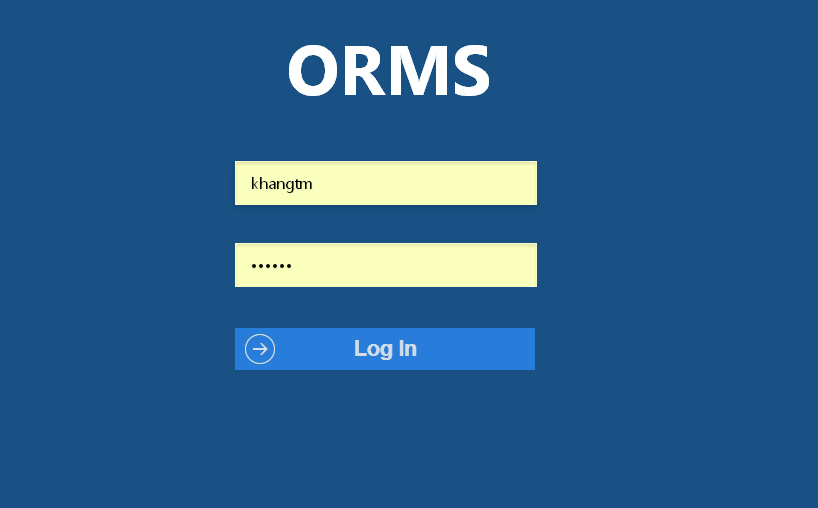 ORMS
khangtm
••••••
Log In